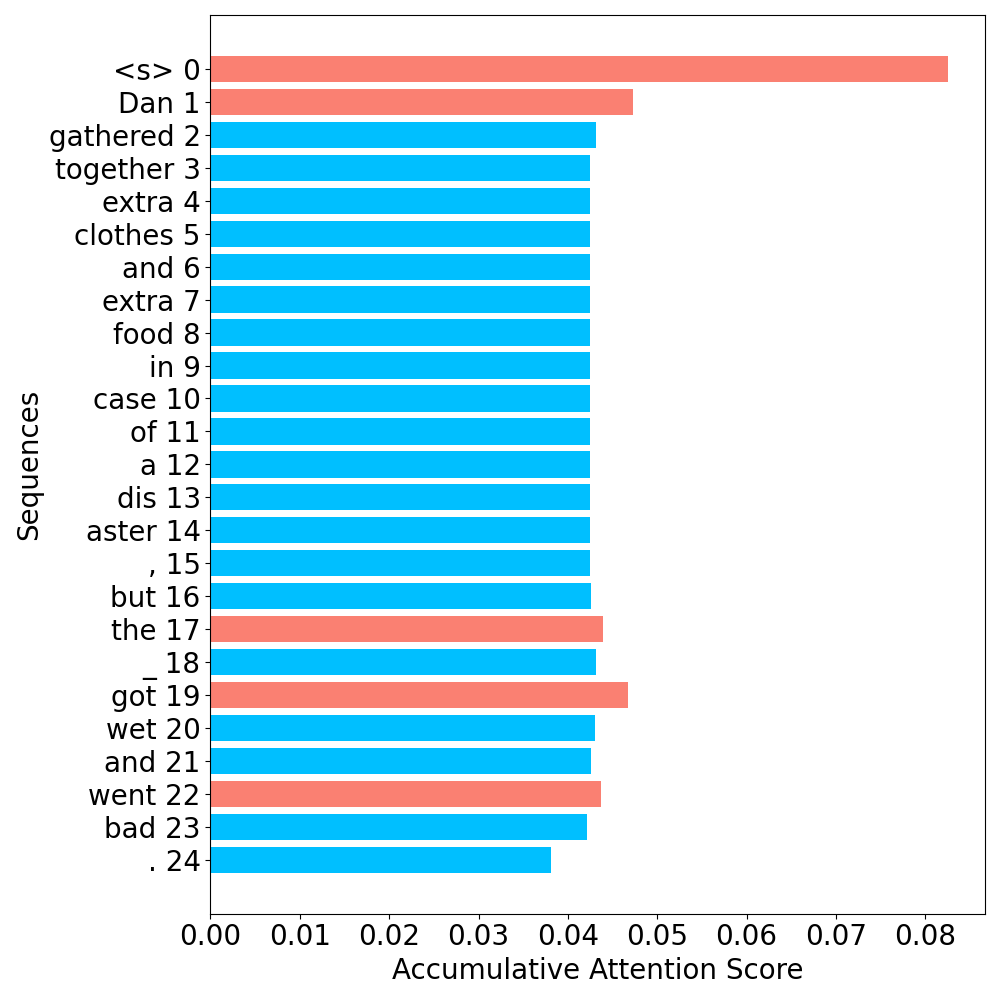 <s> 0
Dan 1
gathered 2
together 3
extra 4
clothes 5
and 6
extra 7
food 8
in 9
case 10
of 11
a 12
dis 13
aster 14
, 15
but 16
the 17
_ 18
got 19
wet 20
and 21
went 22
bad 23
. 24
Sequences
0.00 0.01 0.02 0.03 0.04 0.05 0.06 0.07 0.08
Accumulative Attention Score